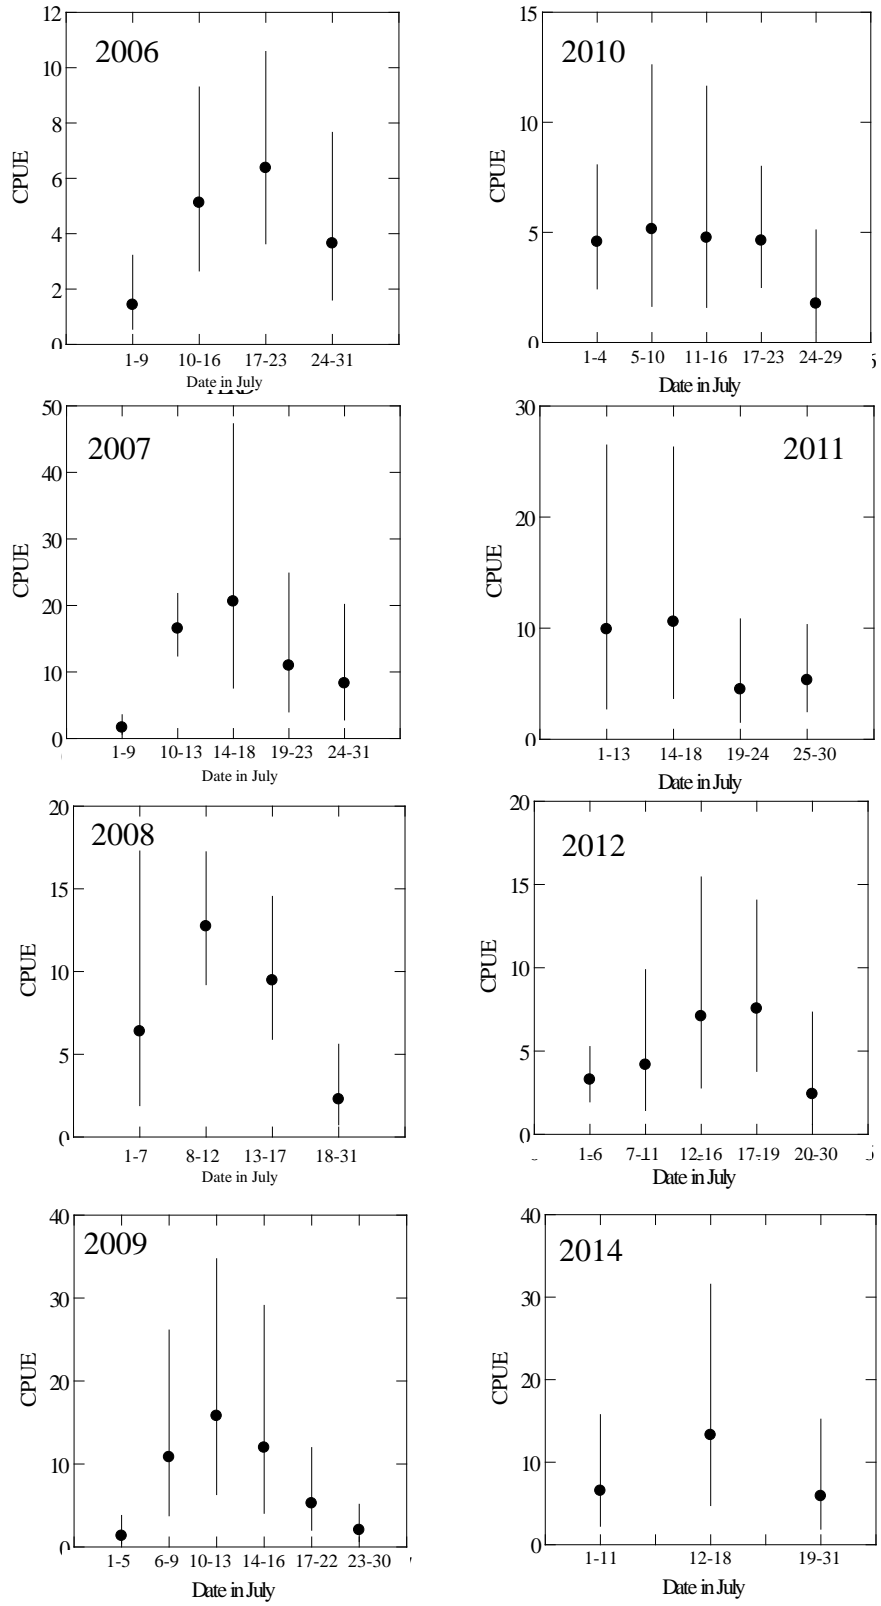 12
10
8
6
4
2
0
CPUE
2006
1-9 10-16 17-23 24-31
Date in July
15
10
5
0
CPUE
2010
1-4 5-10 11-16 17-23 24-29
Date in July
50
40
30
20
10
0
CPUE
2007
1-9 10-13 14-18 19-23 24-31
Date in July
30
20
10
0
CPUE
2011
1-13 14-18 19-24 25-30
Date in July
20
15
10
5
0
CPUE
2008
1-7 8-12 13-17 18-31
Date in July
20
15
10
5
0
CPUE
2012
1-6 7-11 12-16 17-19 20-30
Date in July
40
30
20
10
0
CPUE
2009
1-5 6-9 10-13 14-16 17-22 23-30
Date in July
40
30
20
10
0
CPUE
2014
1-11 12-18 19-31
Date in July